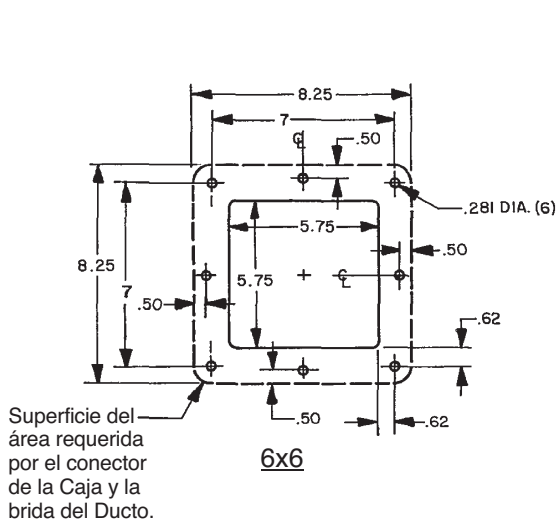 8.25
7
℄
.50
.281 DIA. (6)
5.75
.50
8.25
7
5.75
℄
.50
.62
.50
.62
Superficie del
área requerida
por el conector
de la Caja y la
brida del Ducto.
6x6